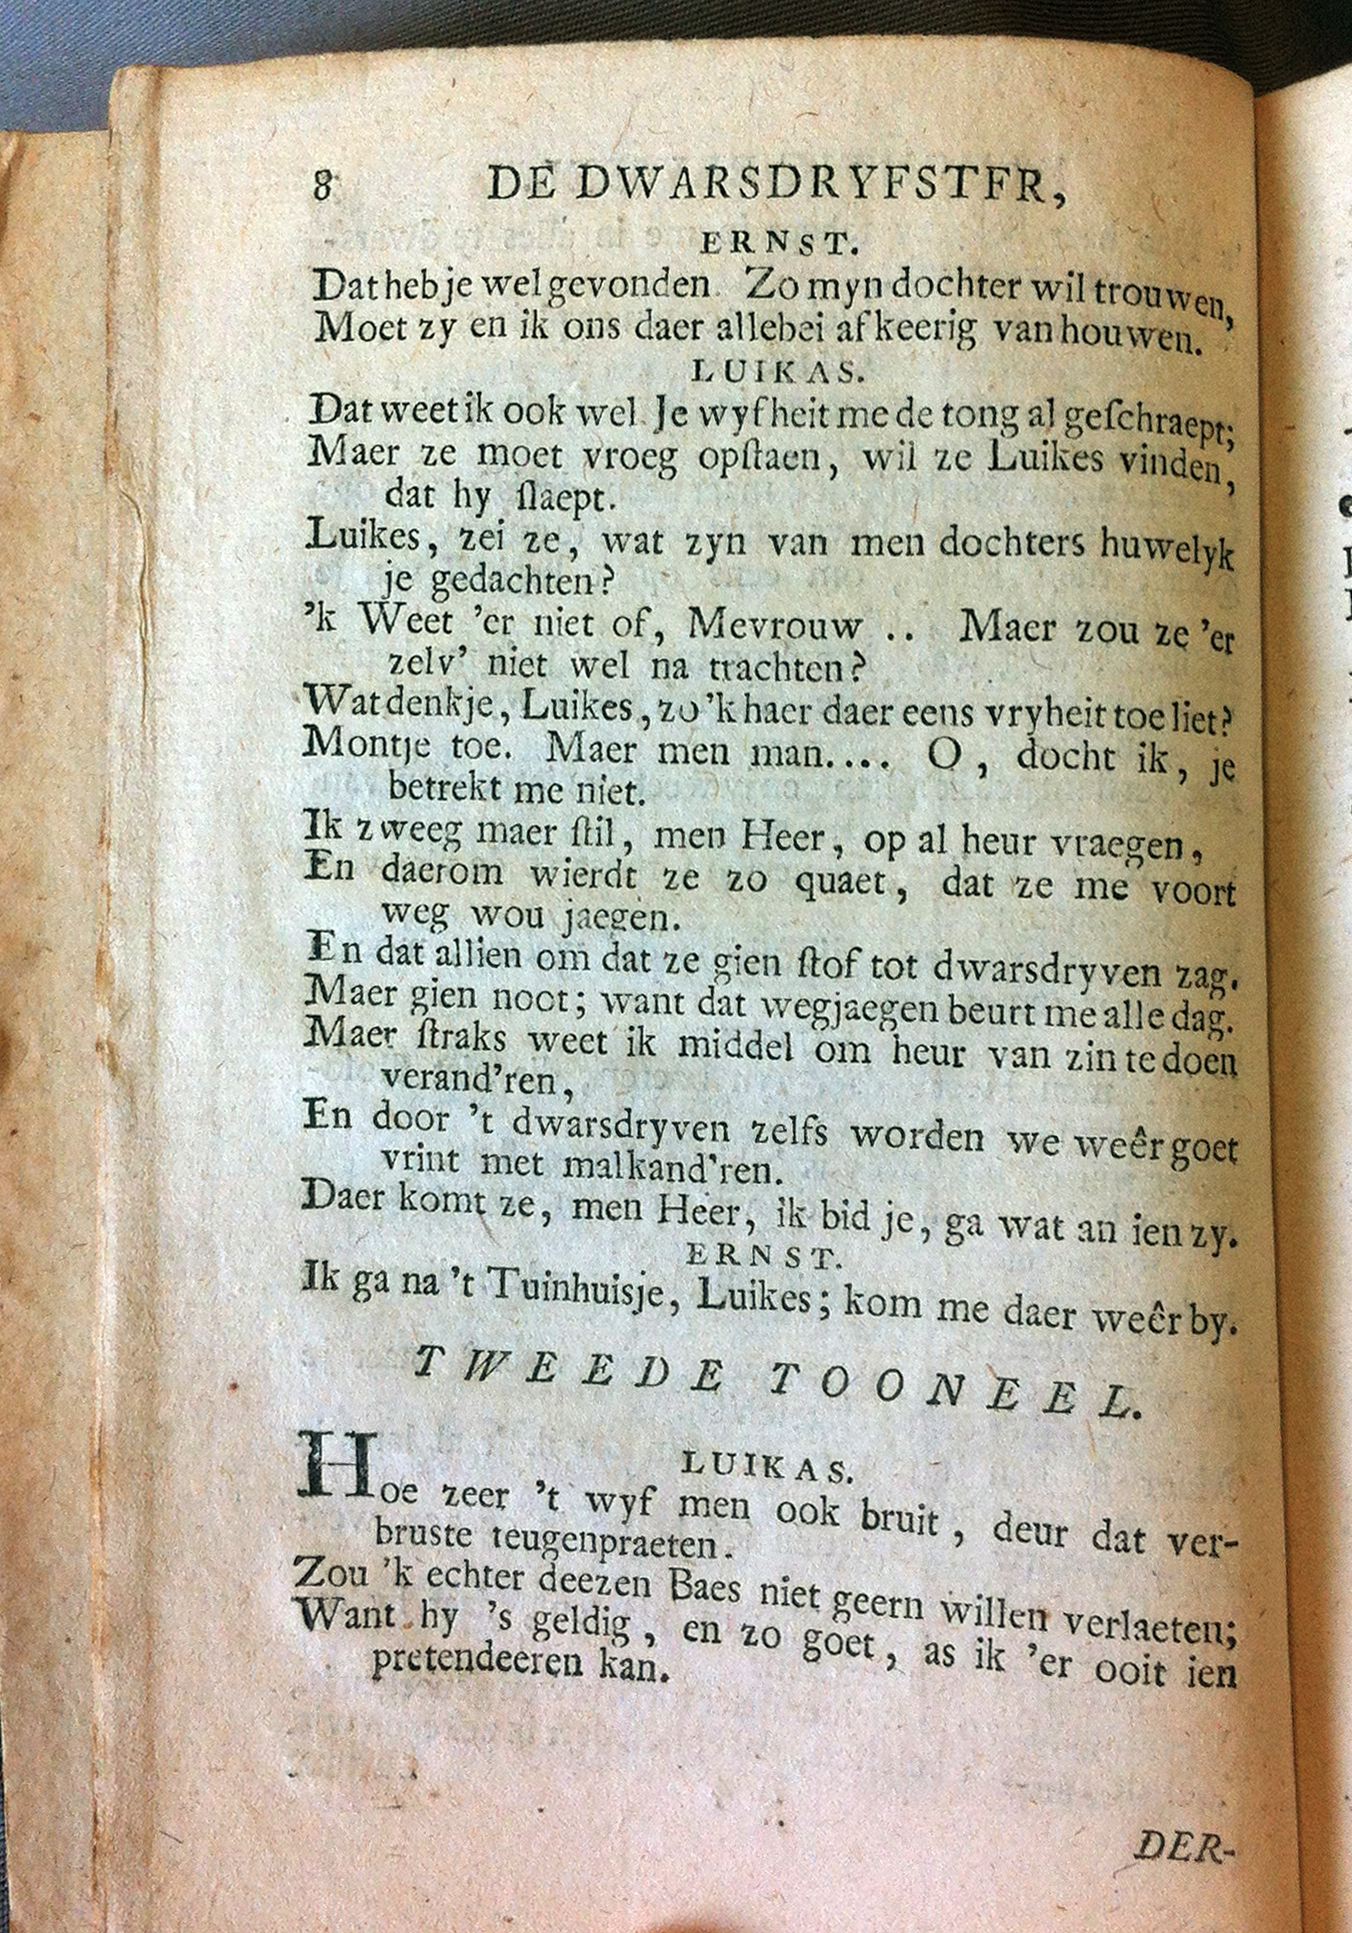 8 DE DWARSDRYFSTFR,
ERNST.
Dat heb je wel gevonden. Zo myn dochter wil trouwen,
Moet zy en ik ons daer allebei afkeerig van houwen.
LUIKAS.
Dat weet ik ook wel. Je wyf heit me de tong al geſchraept;
Maer ze moet vroeg opſtaen, wil ze Luikes vinden,
dat hy ſlaept.
Luikes, zei ze, wat zyn van men dochters huwelyk
je gedachten?
'k Weet 'er niet of, Mevrouw .. Maer zou ze 'er
zelv' niet wel na trachten?
Wat denkje, Luikes, zo 'k haer daer eens vryheit toe liet?
Montje toe. Maer men man.... O, docht ik, je
betrekt me niet.
Ik zweeg maer ſtil, men Heer, op al heur vraegen,
En daerom wierdt ze zo quaet, dat ze me voort
weg wou jaegen.
En dat allien om dat ze gien ſtof tot dwarsdryven zag.
Maer gien noot; want dat wegjaegen beurt me alle dag.
Maer ſtraks weet ik middel om heur van zin te doen
verand'ren,
En door 't dwarsdryven zelfs worden we weêr goet
vrint met malkand'ren.
Daer komt ze, men Heer, ik bid je, ga wat an ien zy.
ERNST.
Ik ga na 't Tuinhuisje, Luikes; kom me daer weêr by.
TWEEDE TOONEEL.
LUIKAS.
Hoe zeer 't wyf men ook bruit, deur dat ver-
bruste teugenpraeten.
Zou 'k echter deezen Baes niet geern willen verlaeten;
Want hy 's geldig, en zo goet, as ik 'er ooit ien
pretendeeren kan.
DER-